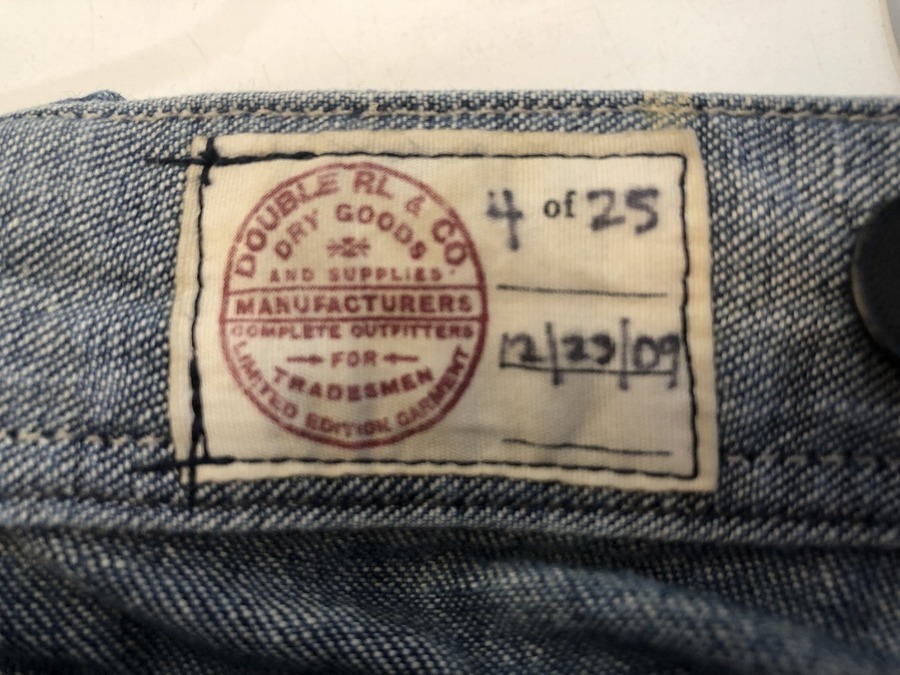 DOUBLE RL & CO
DRY GOODS
AND SUPPLIES
MANUFACTURERS
COMPLETE OUTFITTERS
FOR
TRADESMEN
LIMITED EDITION GARMENT
4 of 25
12/23/09